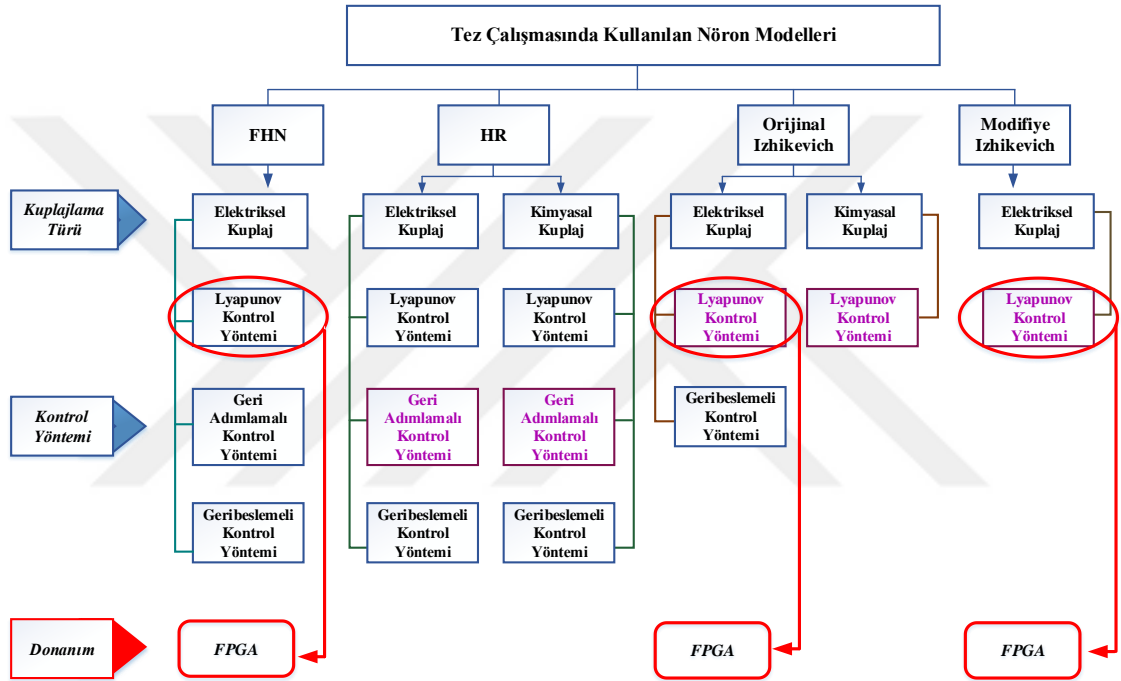 Tez Çalışmasında Kullanılan Nöron Modelleri
FHN
HR
Orijinal
Izhikevich
Modifiye
Izhikevich
Kuplajlama
Türü
Elektriksel
Kuplaj
Elektriksel
Kuplaj
Kimyasal
Kuplaj
Elektriksel
Kuplaj
Kimyasal
Kuplaj
Elektriksel
Kuplaj
Lyapunov
Kontrol
Yöntemi
Lyapunov
Kontrol
Yöntemi
Lyapunov
Kontrol
Yöntemi
Lyapunov
Kontrol
Yöntemi
Lyapunov
Kontrol
Yöntemi
Lyapunov
Kontrol
Yöntemi
Kontrol
Yöntemi
Geri
Adımlamalı
Kontrol
Yöntemi
Geri
Adımlamalı
Kontrol
Yöntemi
Geri
Adımlamalı
Kontrol
Yöntemi
Geribeslemeli
Kontrol
Yöntemi
Geribeslemeli
Kontrol
Yöntemi
Geribeslemeli
Kontrol
Yöntemi
Geribeslemeli
Kontrol
Yöntemi
Donanım
FPGA
FPGA
FPGA